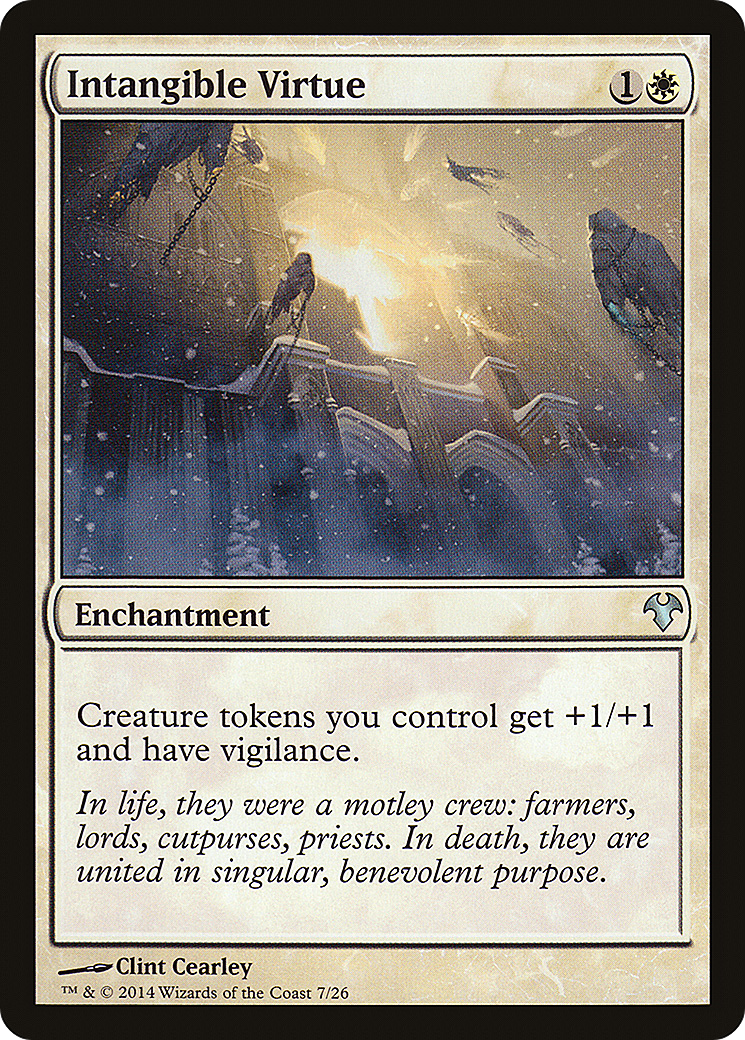 Intangible Virtue 1
Enchantment
Creature tokens you control get +1/+1
and have vigilance.
In life, they were a motley crew: farmers,
lords, cutpurses, priests. In death, they are
united in singular, benevolent purpose.
Clint Cearley
™ & © 2014 Wizards of the Coast 7/26